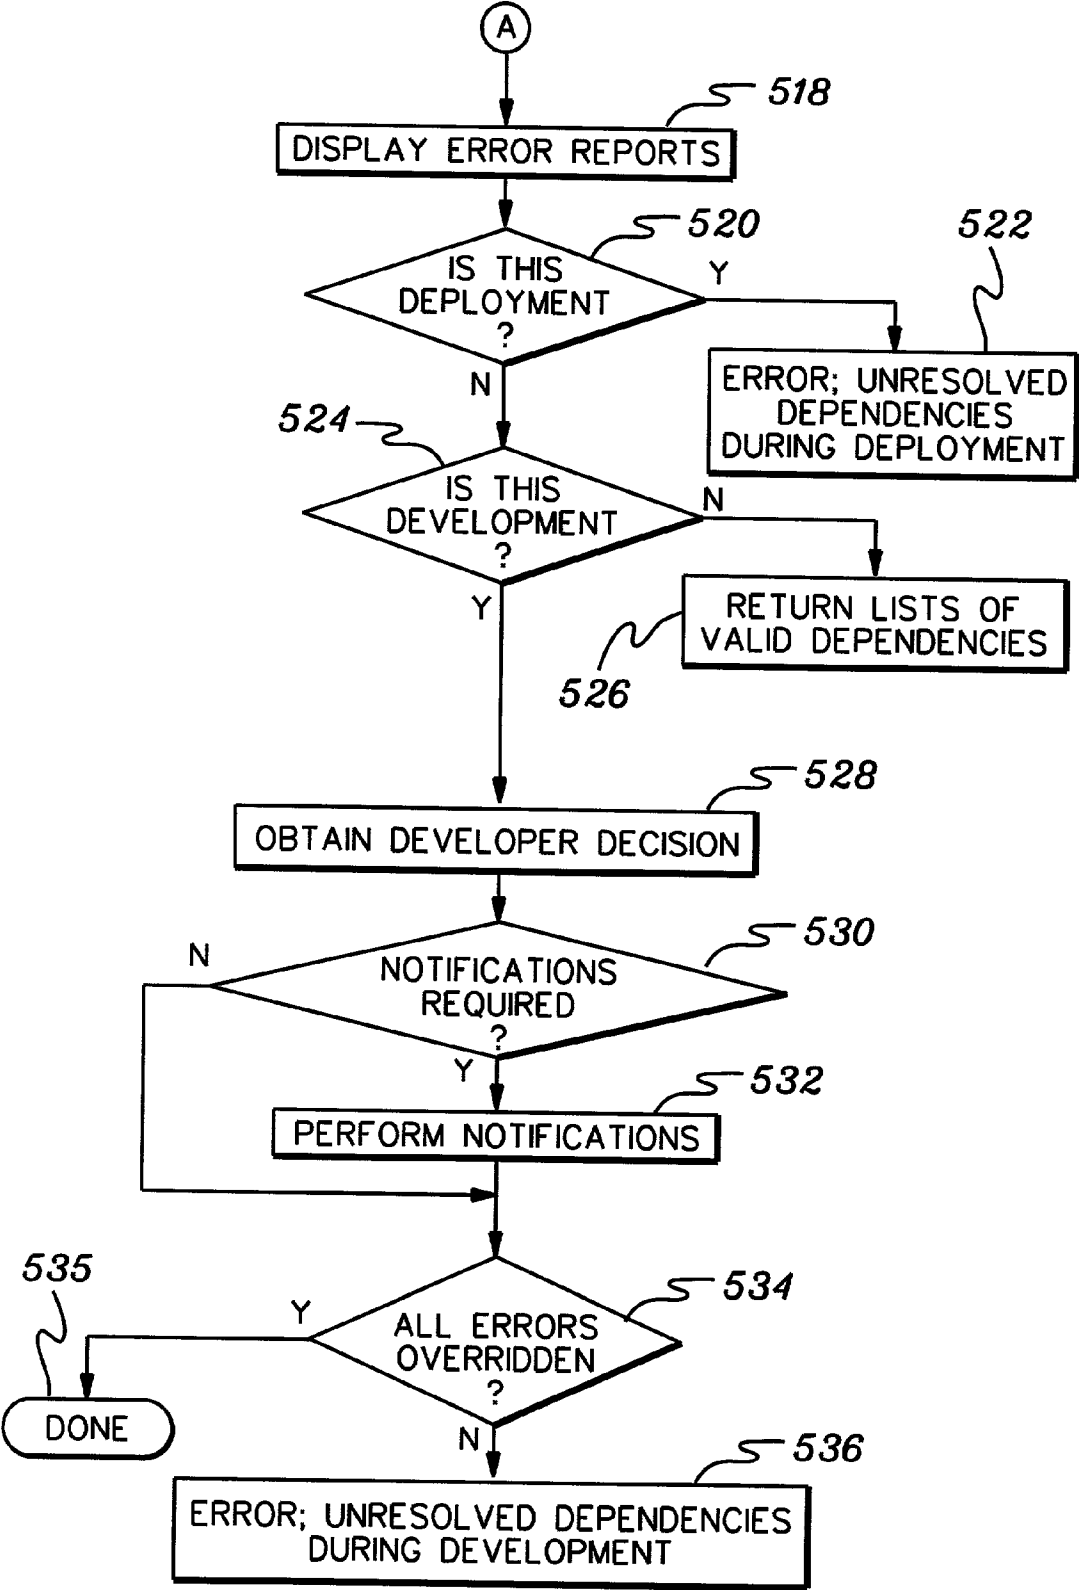 A
518
DISPLAY ERROR REPORTS
520
522
IS THIS
DEPLOYMENT
?
Y
N
ERROR; UNRESOLVED
DEPENDENCIES
DURING DEPLOYMENT
524
IS THIS
DEVELOPMENT
?
N
Y
RETURN LISTS OF
VALID DEPENDENCIES
526
528
OBTAIN DEVELOPER DECISION
530
N
NOTIFICATIONS
REQUIRED
?
Y
532
PERFORM NOTIFICATIONS
535
534
Y
ALL ERRORS
OVERRIDDEN
?
DONE
N
536
ERROR; UNRESOLVED DEPENDENCIES
DURING DEVELOPMENT